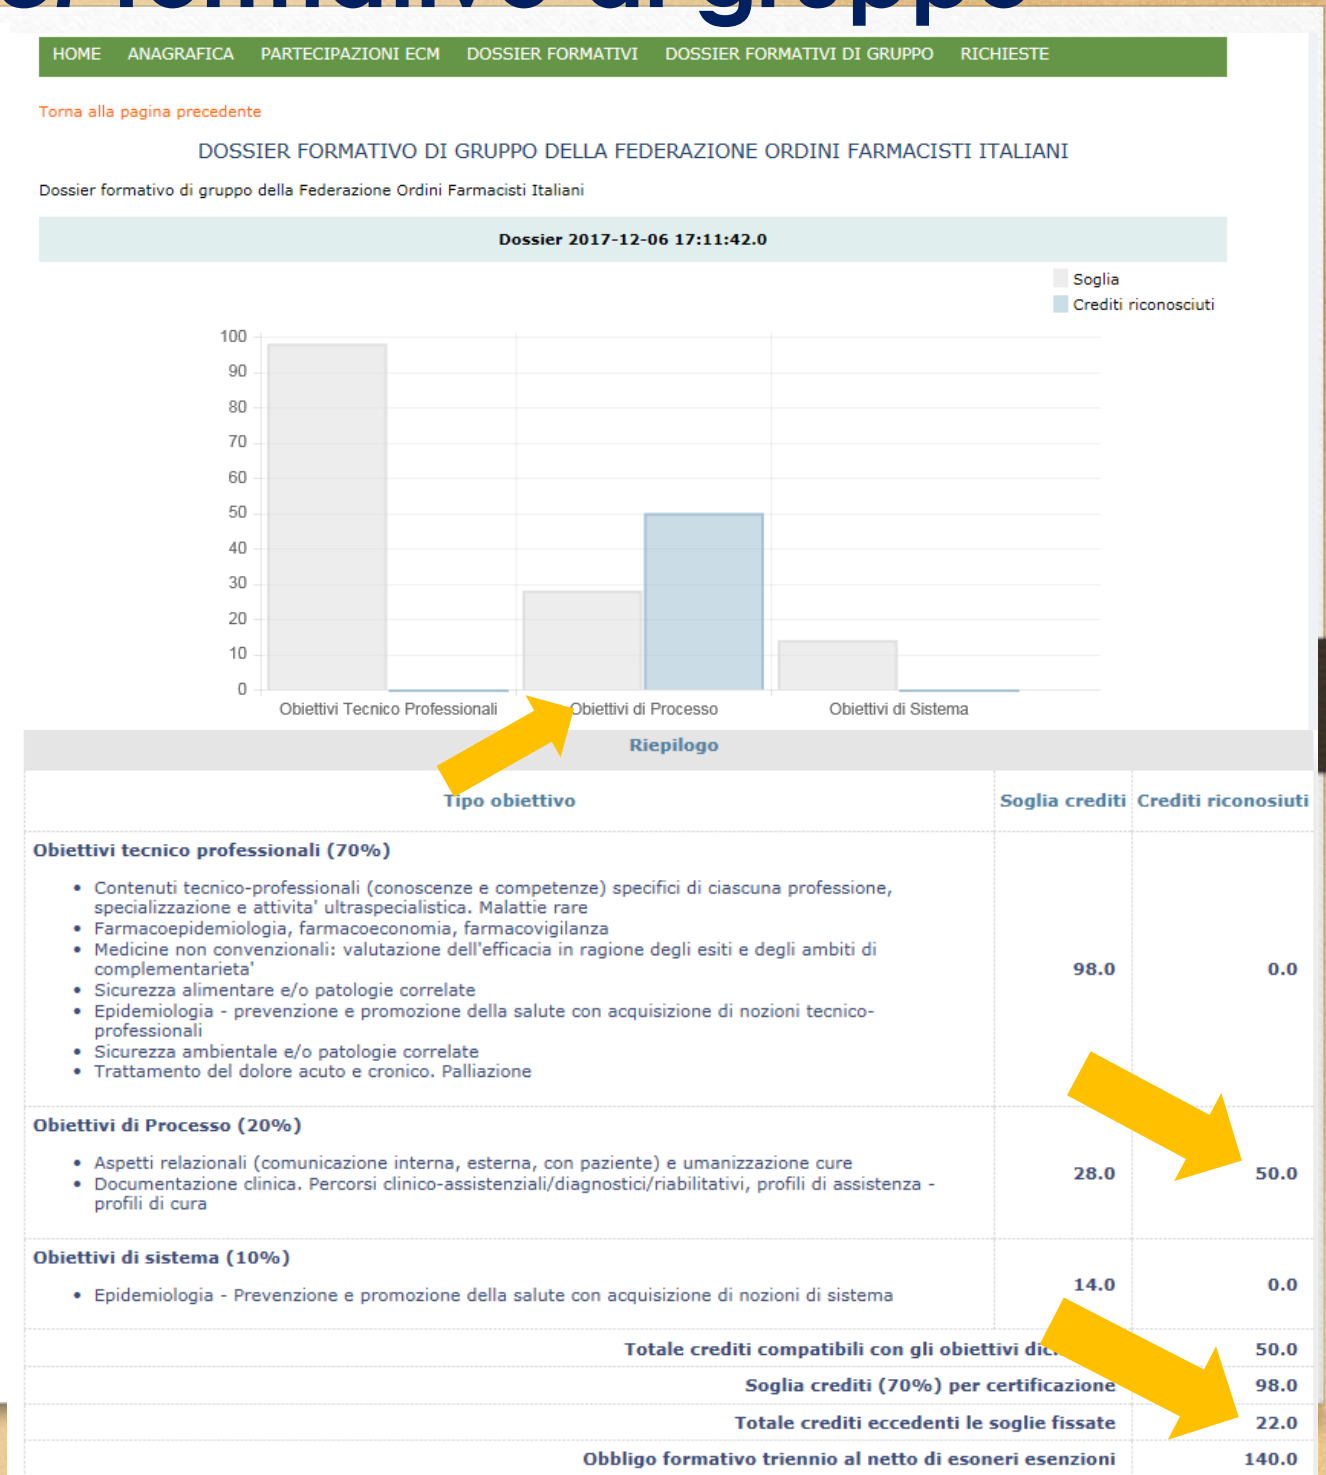 formativo di gruppo
HOME ANAGRAFICA PARTECIPAZIONI ECM DOSSIER FORMATIVI DOSSIER FORMATIVI DI GRUPPO RICHIESTE
Torna alla pagina precedente
DOSSIER FORMATIVO DI GRUPPO DELLA FEDERAZIONE ORDINI FARMACISTI ITALIANI
Dossier formativo di gruppo della Federazione Ordini Farmacisti Italiani
Dossier 2017-12-06 17:11:42.0
Soglia
Crediti riconosciuti
100
90
80
70
60
50
40
30
20
10
0
Obiettivi Tecnico Professionali Obiettivi di Processo Obiettivi di Sistema
Riepilogo
Tipo obiettivo Soglia crediti Crediti riconosiuti
Obiettivi tecnico professionali (70%)
• Contenuti tecnico-professionali (conoscenze e competenze) specifici di ciascuna professione,
specializzazione e attivita' ultraspecialistica. Malattie rare
• Farmacoepidemiologia, farmacoeconomia, farmacovigilanza
• Medicine non convenzionali: valutazione dell'efficacia in ragione degli esiti e degli ambiti di
complementarieta'
98.0 0.0
• Sicurezza alimentare e/o patologie correlate
• Epidemiologia - prevenzione e promozione della salute con acquisizione di nozioni tecnico-
professionali
• Sicurezza ambientale e/o patologie correlate
• Trattamento del dolore acuto e cronico. Palliazione
Obiettivi di Processo (20%)
• Aspetti relazionali (comunicazione interna, esterna, con paziente) e umanizzazione cure
28.0 50.0
• Documentazione clinica. Percorsi clinico-assistenziali/diagnostici/riabilitativi, profili di assistenza -
profili di cura
Obiettivi di sistema (10%)
14.0 0.0
• Epidemiologia - Prevenzione e promozione della salute con acquisizione di nozioni di sistema
Totale crediti compatibili con gli obiettivi 50.0
Soglia crediti (70%) per certificazione 98.0
Totale crediti eccedenti le soglie fissate 22.0
Obbligo formativo triennio al netto di esoneri esenzioni 140.0